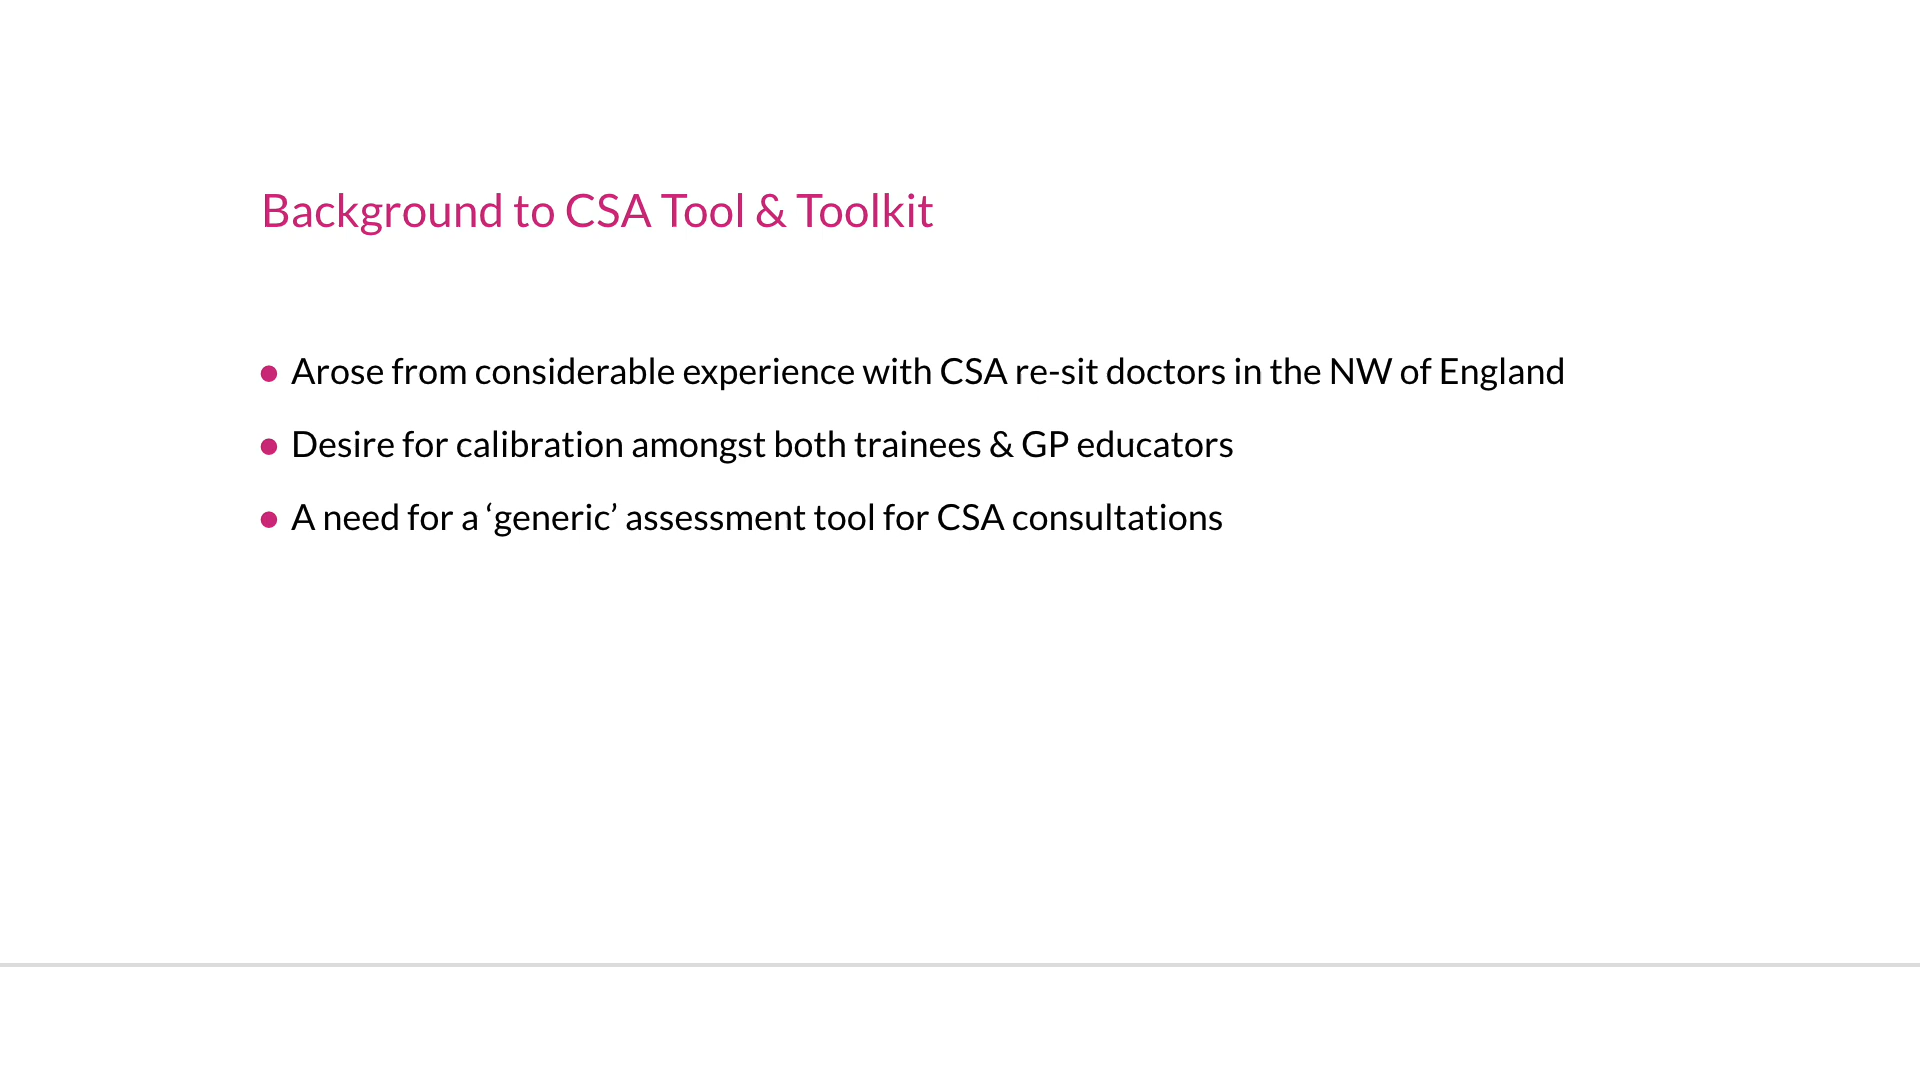 Background to CSA Tool & Toolkit
• Arose from considerable experience with CSA re-sit doctors in the NW of England
• Desire for calibration amongst both trainees & GP educators
• A need for a ‘generic’ assessment tool for CSA consultations